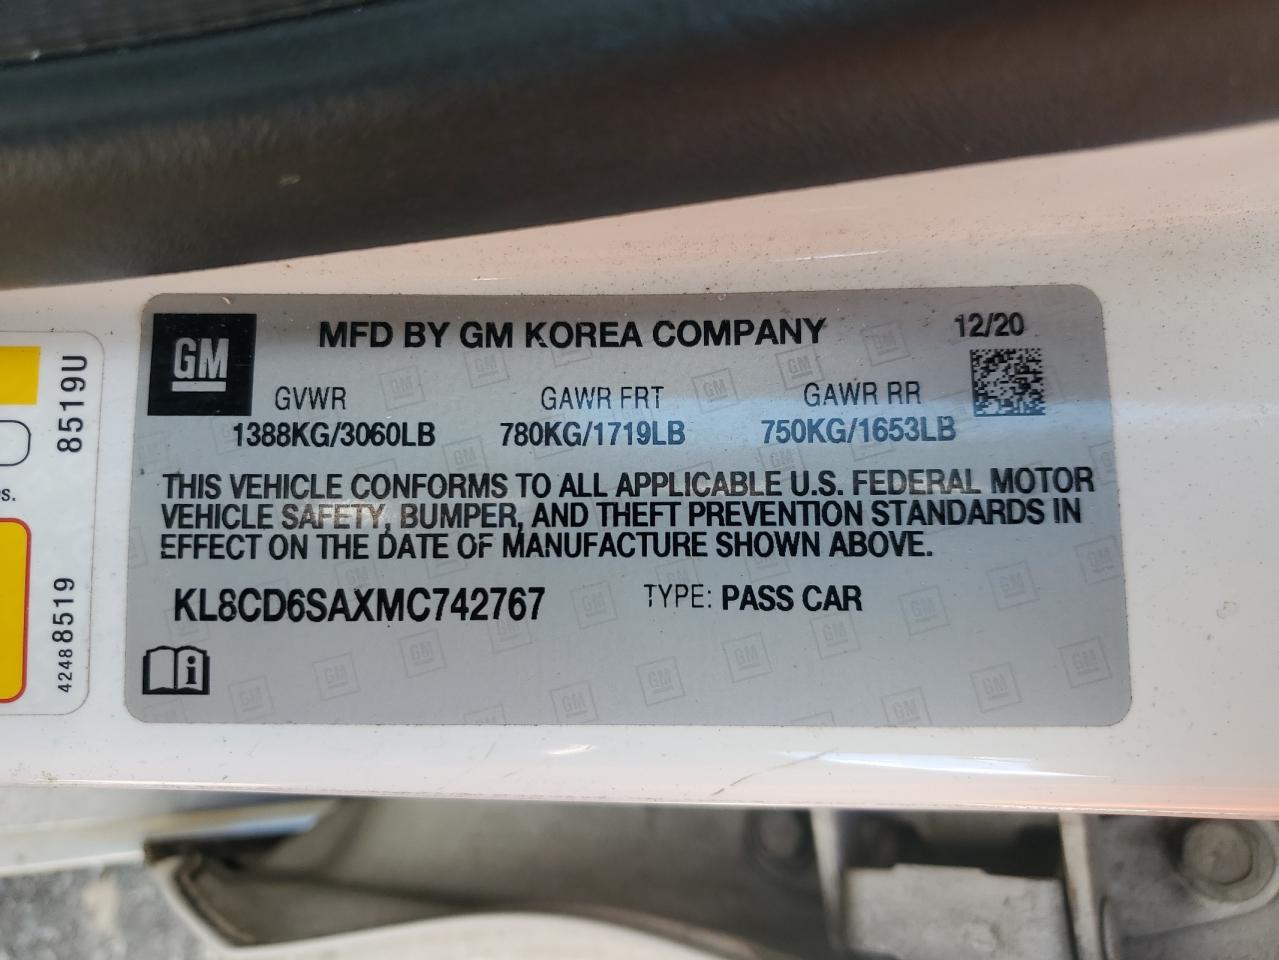 GM
MFD BY GM KOREA COMPANY
12/20
GVWR GAWR FRT GAWR RR
1388KG/3060LB 780KG/1719LB 750KG/1653LB
THIS VEHICLE CONFORMS TO ALL APPLICABLE U.S. FEDERAL MOTOR
VEHICLE SAFETY, BUMPER, AND THEFT PREVENTION STANDARDS IN
EFFECT ON THE DATE OF MANUFACTURE SHOWN ABOVE.
KL8CD6SAXMC742767 TYPE: PASS CAR
i
8519U
42488519